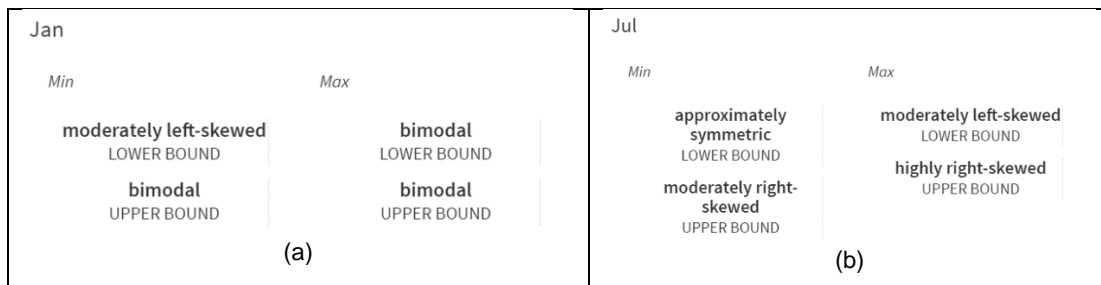 Jan
Min
Max
moderately left-skewed
LOWER BOUND
bimodal
LOWER BOUND
bimodal
UPPER BOUND
bimodal
UPPER BOUND
(a)
Jul
Min
Max
approximately
symmetric
LOWER BOUND
moderately right-
skewed
UPPER BOUND
moderately left-skewed
LOWER BOUND
highly right-skewed
UPPER BOUND
(b)